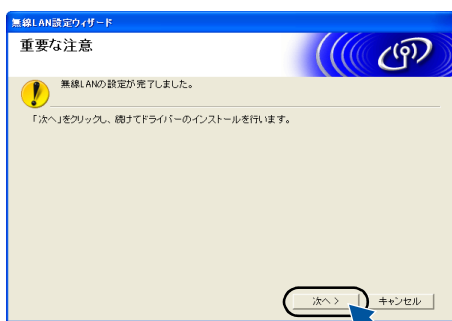 無線LAN設定ウィザード
重要な注意
無線LANの設定が完了しました。
「次へ」をクリックし、続けてドライバーのインストールを行います。
次へ >
キャンセル